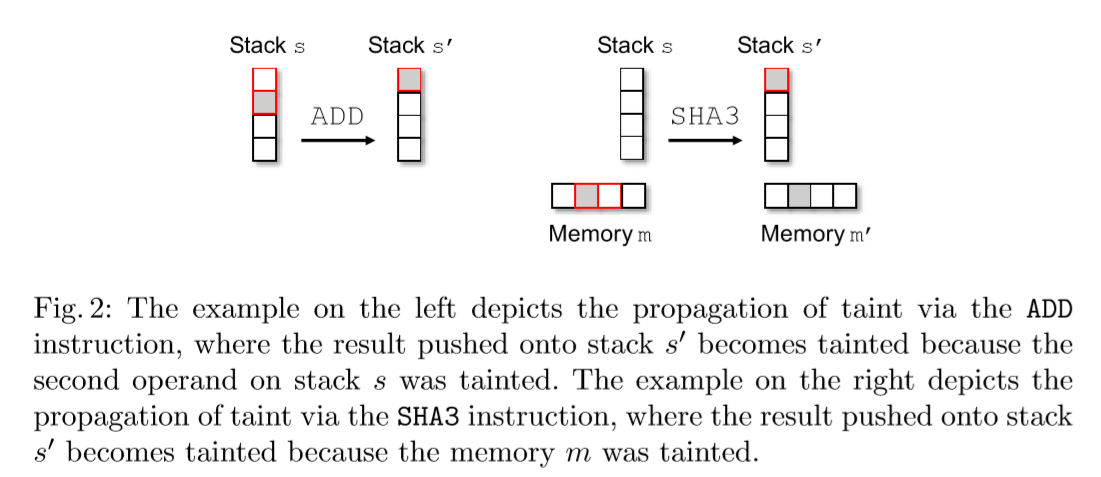 Stack s Stack s′ Stack s Stack s′
ADD SHA3
Memory m Memory m′
Fig. 2: The example on the left depicts the propagation of taint via the ADD
instruction, where the result pushed onto stack s′ becomes tainted because the
second operand on stack s was tainted. The example on the right depicts the
propagation of taint via the SHA3 instruction, where the result pushed onto stack
s′ becomes tainted because the memory m was tainted.